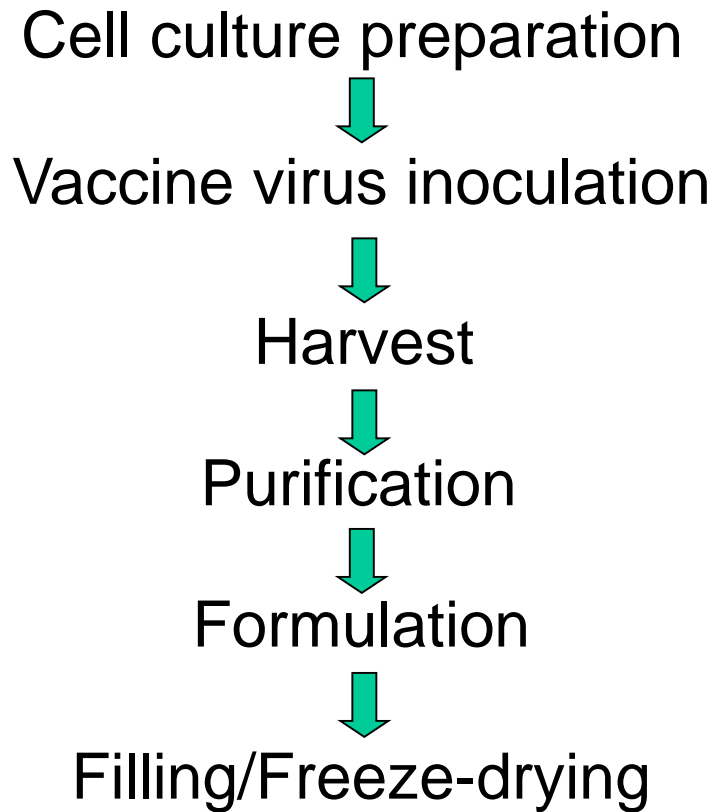 Cell culture preparation
Vaccine virus inoculation
Harvest
Purification
Formulation
Filling/Freeze-drying